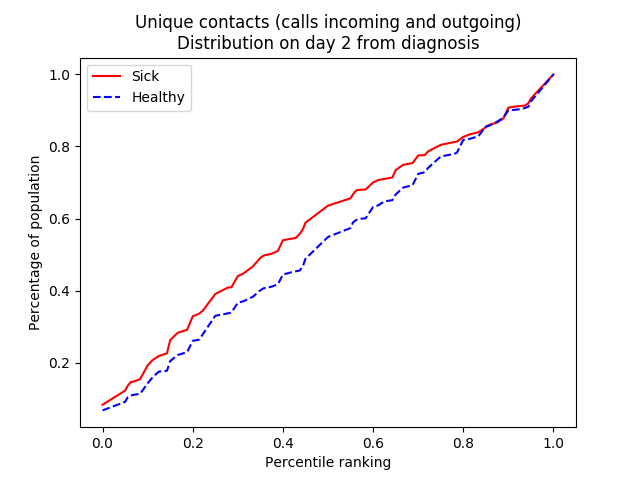 Unique contacts (calls incoming and outgoing)
Distribution on day 2 from diagnosis
Sick
Healthy
Percentage of population
1.0
0.8
0.6
0.4
0.2
0.0 0.2 0.4 0.6 0.8 1.0
Percentile ranking